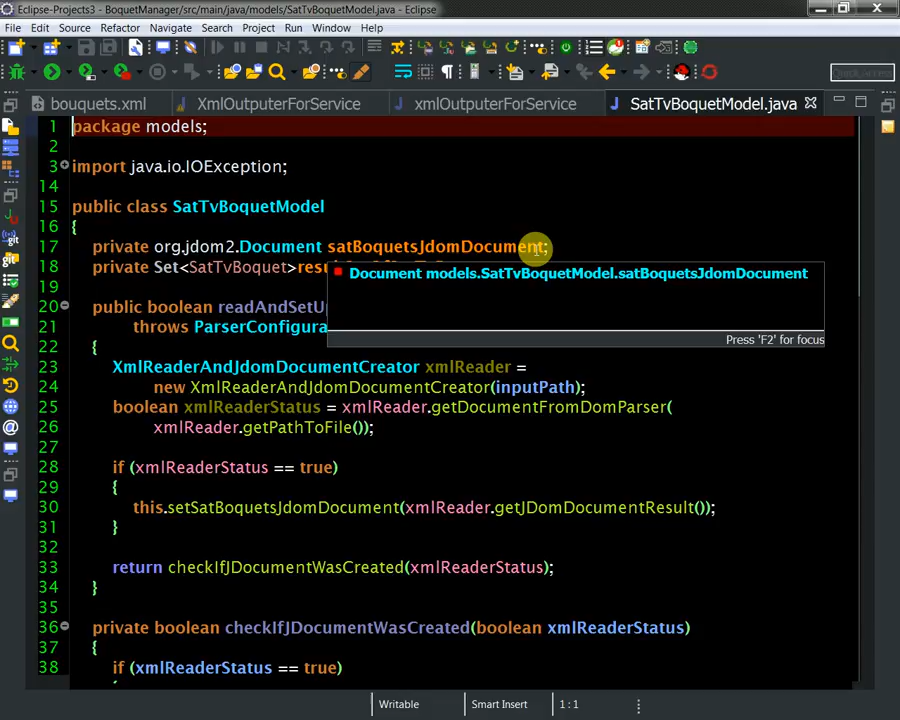 Eclipse-Projects3 - BoquetManager/src/main/java/models/SatTvBoquetModel.java - Eclipse
File Edit Source Refactor Navigate Search Project Run Window Help
Quick Access
bouquets.xml XmlOutputerForService xmlOutputerForService SatTvBoquetModel.java
1 package models;
2
3 import java.io.IOException;
14
15 public class SatTvBoquetModel
16 {
17 private org.jdom2.Document satBoquetsJdomDocument;
18 private Set<SatTvBoquet>
Document models.SatTvBoquetModel.satBoquetsJdomDocument
19
20 public boolean readAndSetUp
21 throws ParserConfigura
Press 'F2' for focus
22 {
23 XmlReaderAndJdomDocumentCreator xmlReader =
24 new XmlReaderAndJdomDocumentCreator(inputPath);
25 boolean xmlReaderStatus = xmlReader.getDocumentFromDomParser(
26 xmlReader.getPathToFile());
27
28 if (xmlReaderStatus == true)
29 {
30 this.setSatBoquetsJdomDocument(xmlReader.getJDomDocumentResult());
31 }
32
33 return checkIfJDocumentWasCreated(xmlReaderStatus);
34 }
35
36 private boolean checkIfJDocumentWasCreated(boolean xmlReaderStatus)
37 {
38 if (xmlReaderStatus == true)
Writable Smart Insert 1 : 1